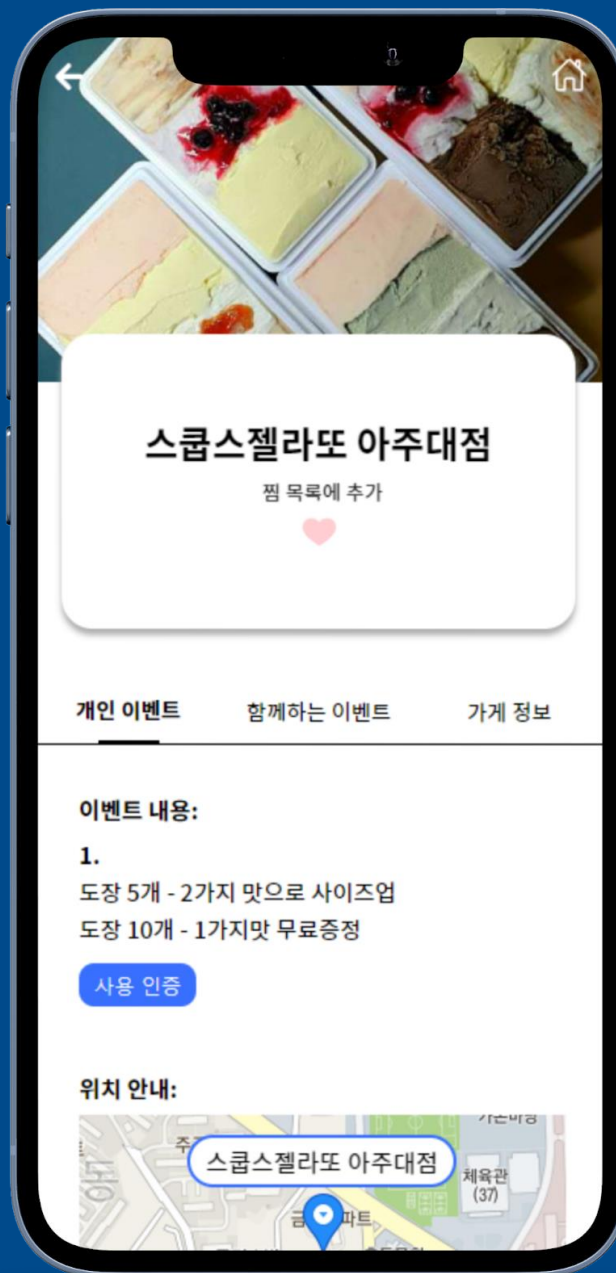 스쿱스젤라또 아주대점
찜 목록에 추가
개인 이벤트 함께하는 이벤트 가게 정보
이벤트 내용:
1.
도장 5개 - 2가지 맛으로 사이즈업
도장 10개 - 1가지맛 무료증정
사용 인증
위치 안내:
스쿱스젤라또 아주대점
체육관
(37)